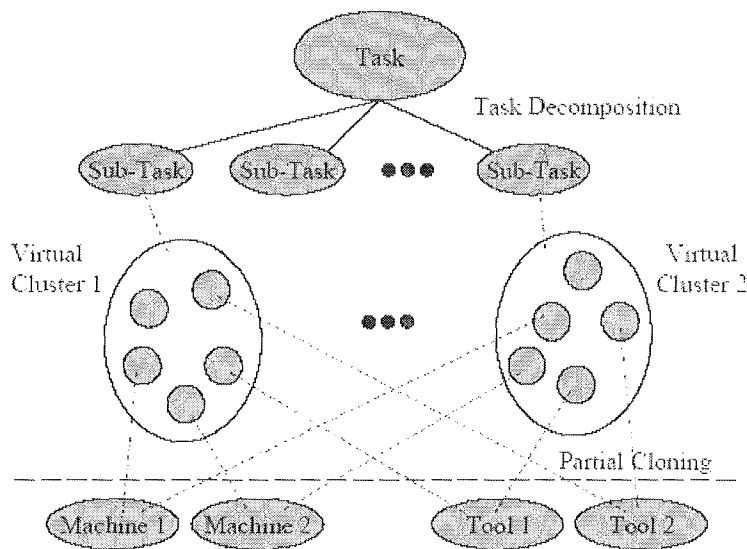 Task
Task Decomposition
Sub-Task
Sub-Task
Sub-Task
Virtual
Cluster 1
Virtual
Cluster 2
Partial Cloning
Machine 1
Machine 2
Tool 1
Tool 2